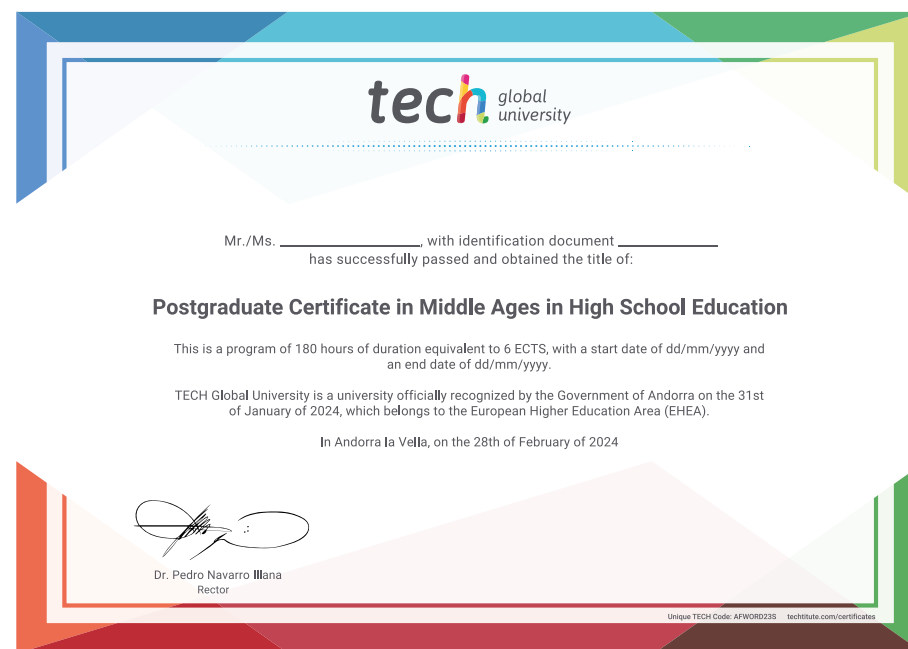 tech global university
Mr./Ms. ____________, with identification document ____________
has successfully passed and obtained the title of:
Postgraduate Certificate in Middle Ages in High School Education
This is a program of 180 hours of duration equivalent to 6 ECTS, with a start date of dd/mm/yyyy and
an end date of dd/mm/yyyy.
TECH Global University is a university officially recognized by the Government of Andorra on the 31st
of January of 2024, which belongs to the European Higher Education Area (EHEA).
In Andorra la Vella, on the 28th of February of 2024
Dr. Pedro Navarro Illana
Rector
Unique TECH Code: AFWORD23S techtitute.com/certificates